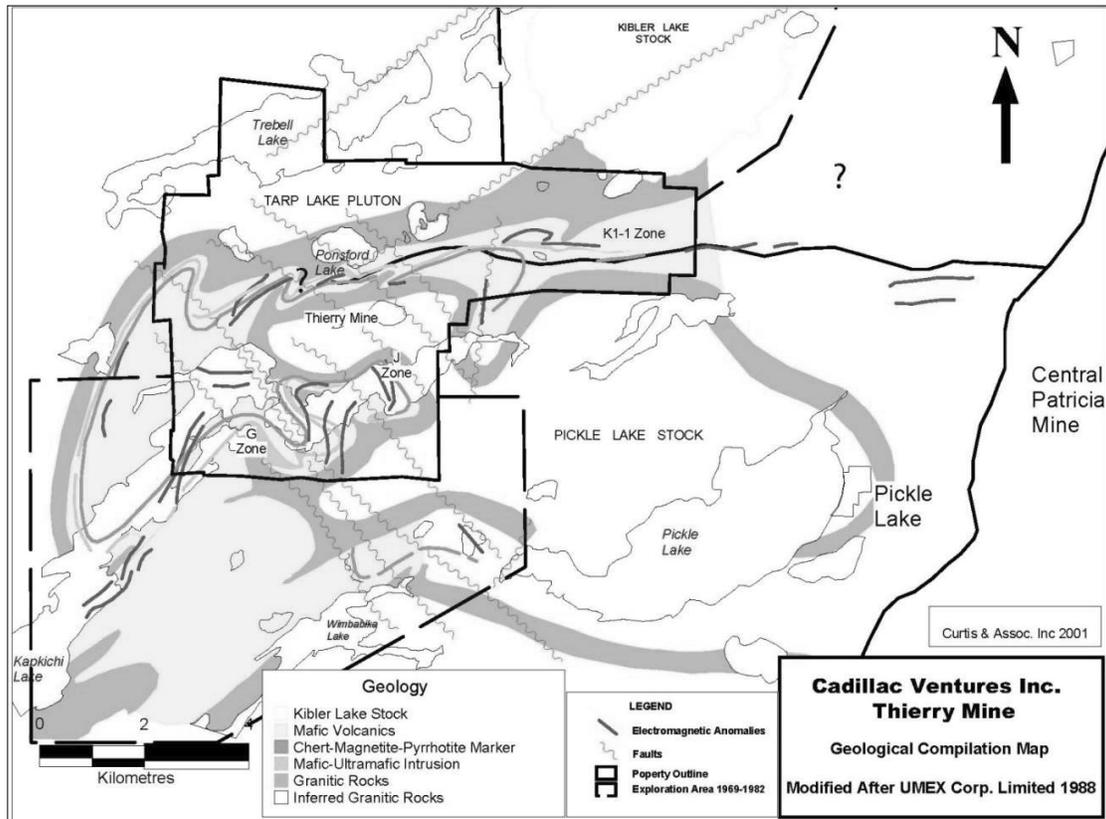 KIBLER LAKE
STOCK
N
Trebell
Lake
?
TARP LAKE PLUTON
K1-1 Zone
Ponsford
Lake
?
Thierry Mine
J
Zone
Central
Patricia
Mine
G
Zone
PICKLE LAKE STOCK
Pickle
Lake
Pickle
Lake
Wimbabika
Lake
Curtis & Assoc. Inc 2001
Kapkichi
Lake
0 2 4
Kilometres
Geology
Kibler Lake Stock
Mafic Volcanics
Chert-Magnetite-Pyrrhotite Marker
Mafic-Ultramafic Intrusion
Granitic Rocks
Inferred Granitic Rocks
LEGEND
Electromagnetic Anomalies
Faults
Poperty Outline
Exploration Area 1969-1982
Cadillac Ventures Inc.
Thierry Mine
Geological Compilation Map
Modified After UMEX Corp. Limited 1988